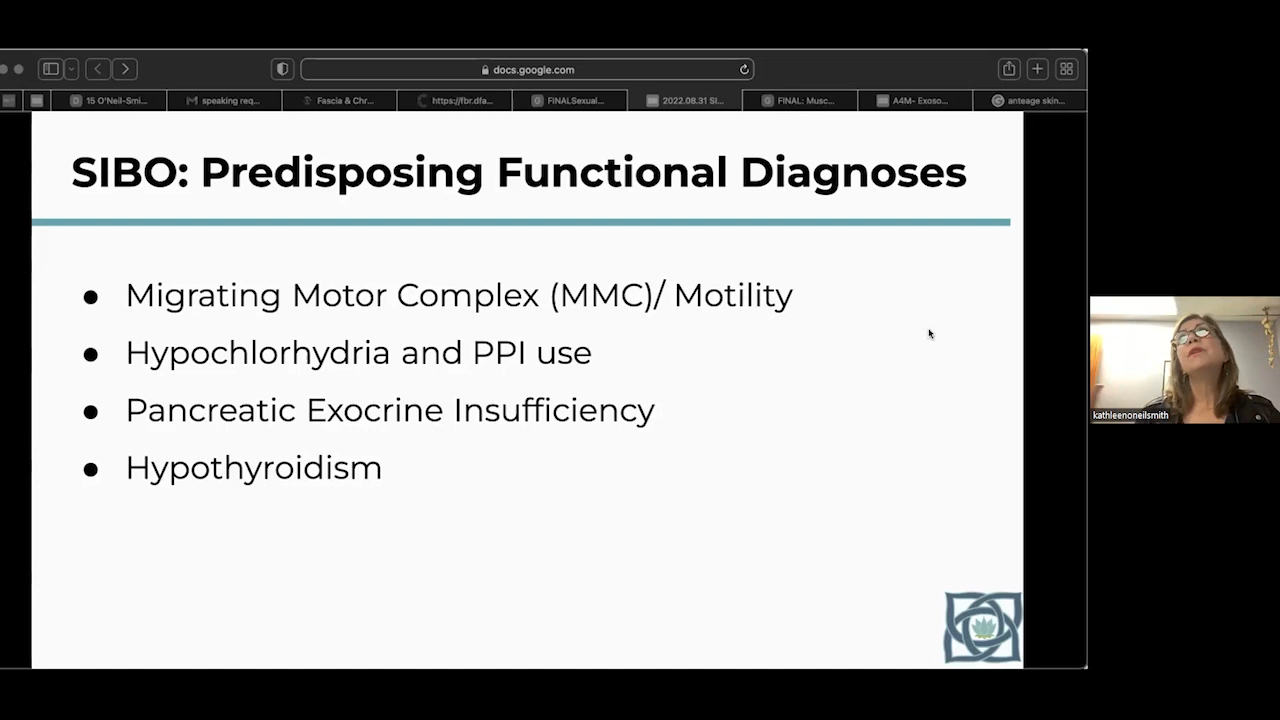 docs.google.com
15 O'Neil-Smi...
speaking req...
Fascia & Chr...
https://fbr.dfa...
FINALSexual...
2022.08.31 SI...
FINAL: Musc...
A4M- Exoso...
anteage skin...
SIBO: Predisposing Functional Diagnoses
● Migrating Motor Complex (MMC)/ Motility
● Hypochlorhydria and PPI use
● Pancreatic Exocrine Insufficiency
● Hypothyroidism
kathleenoneilsmith